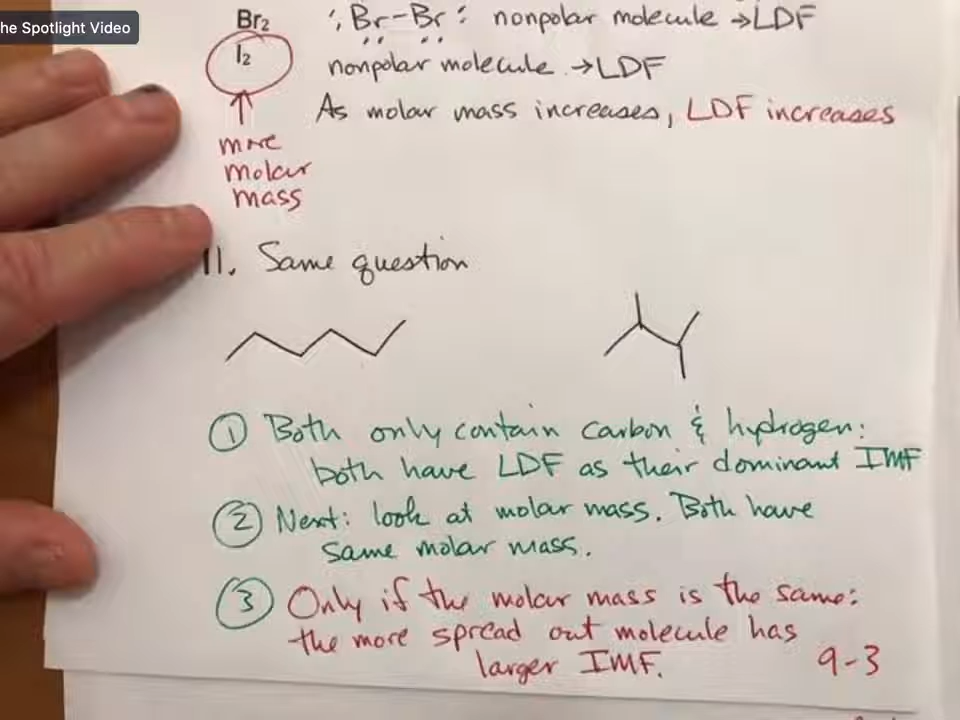 he Spotlight Video
Br2 :Br-Br: nonpolar molecule →LDF
I2 nonpolar molecule. →LDF
As molar mass increases, LDF increases
more
molar
mass
11. Same question
① Both only contain carbon & hydrogen:
both have LDF as their dominant IMF
② Next: look at molar mass. Both have
same molar mass.
③ Only if the molar mass is the same:
the more spread out molecule has
larger IMF.
9-3